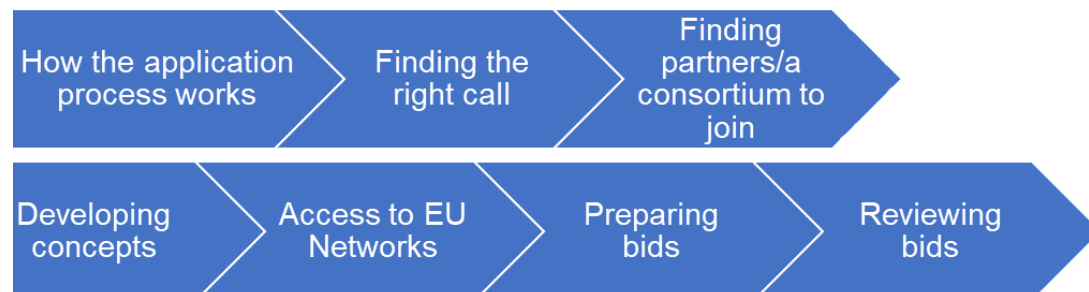 How the application
process works
Finding the
right call
Finding
partners/a
consortium to
join
Developing
concepts
Access to EU
Networks
Preparing
bids
Reviewing
bids